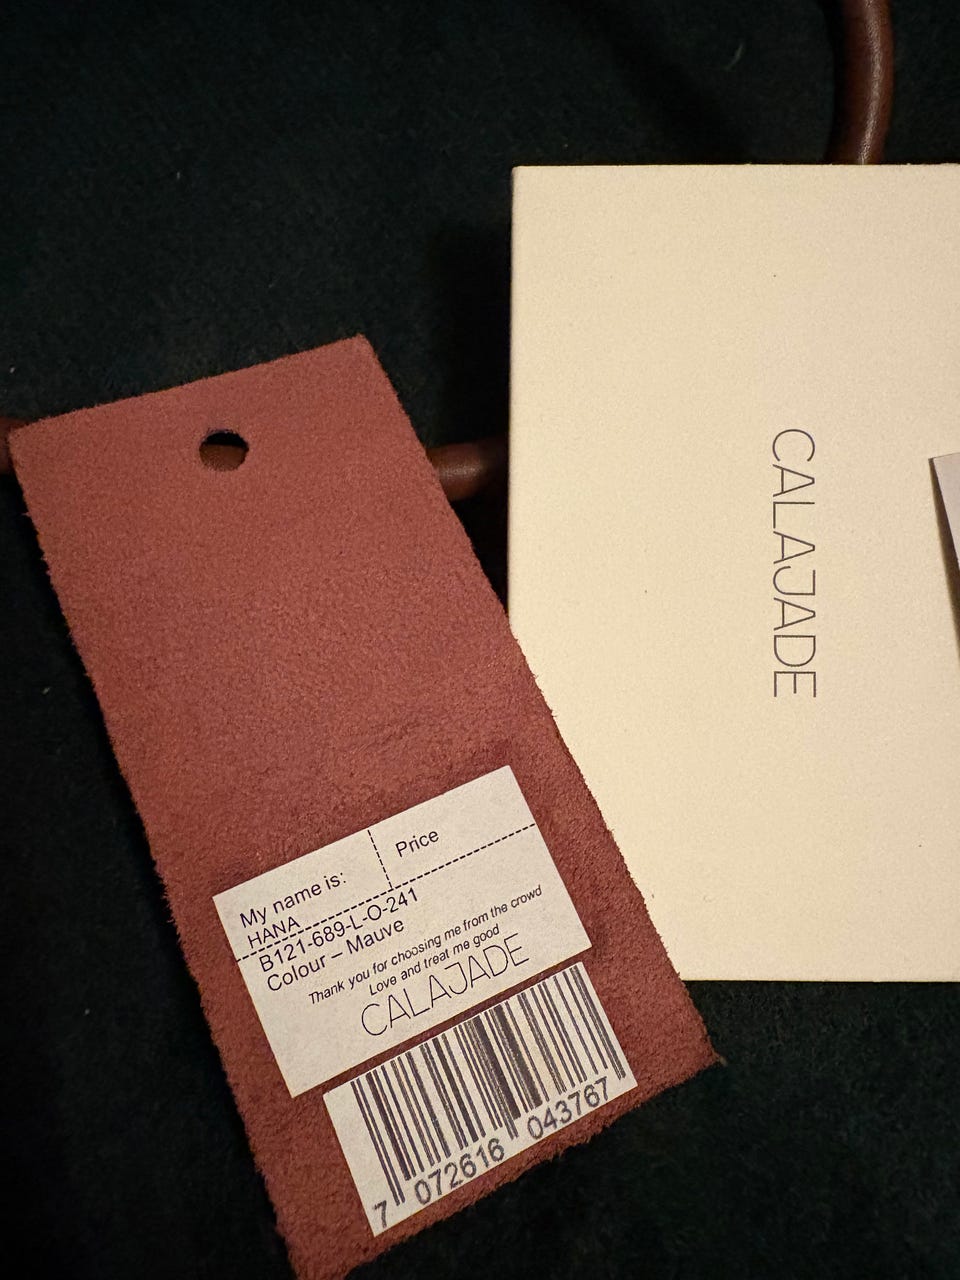 My name is:
HANA
Price
B121-689-L-O-241
Colour – Mauve
Thank you for choosing me from the crowd
Love and treat me good
CALAJADE
7 072616 043767
CALAJADE